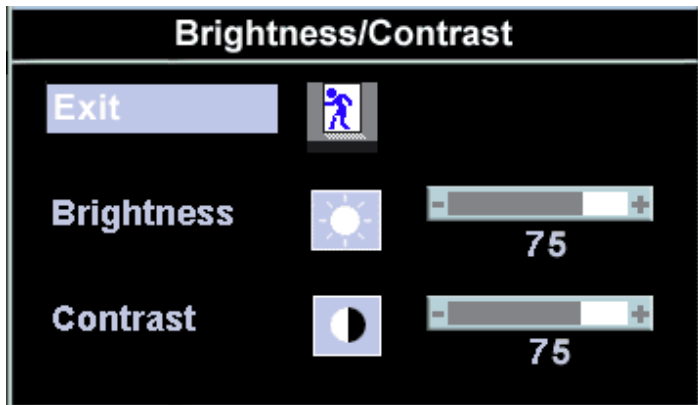 Brightness/Contrast
Exit
Brightness
- +
75
Contrast
- +
75